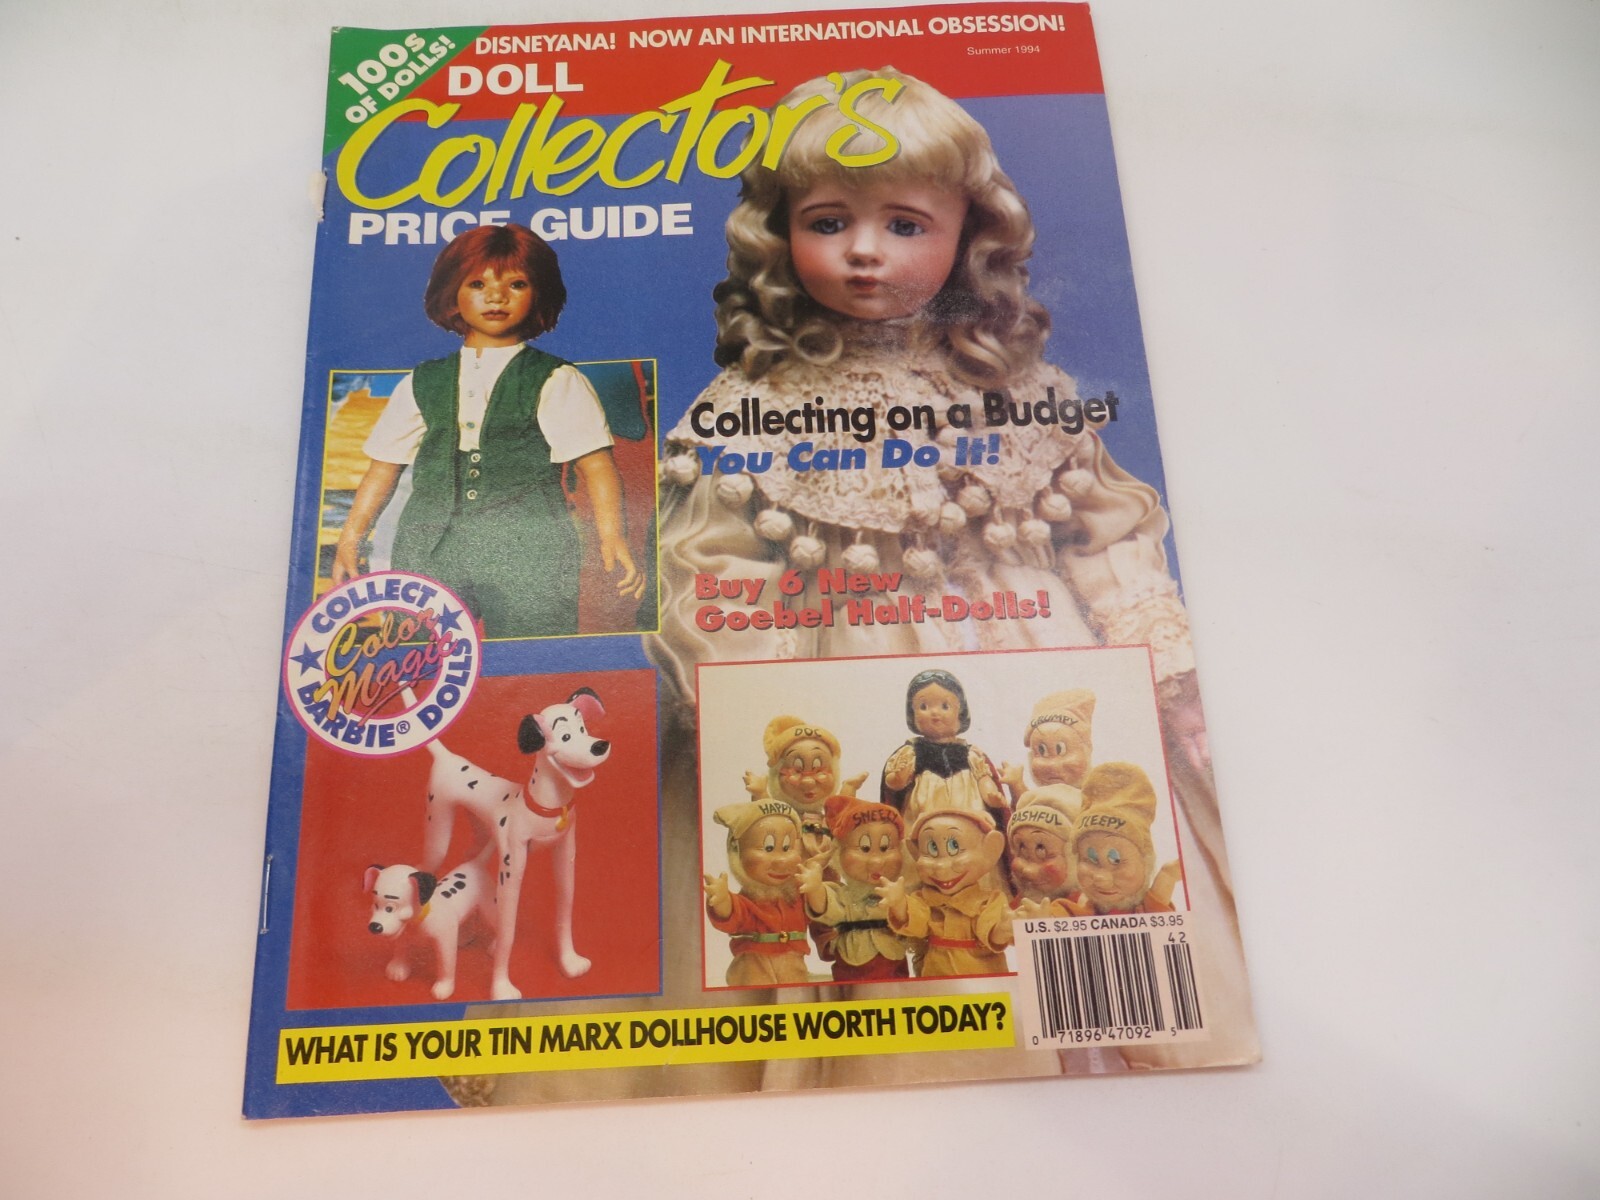 100s
OF DOLLS!
DISNEYANA! NOW AN INTERNATIONAL OBSESSION!
Summer 1994
DOLL
Collector's
PRICE GUIDE
Collecting on a Budget
You Can Do It!
Buy 6 New
Goebel Half-Dolls!
COLLECT
Color
Magic
BARBIE® DOLLS
DOC
GRUMPY
HAPPY
SNEEZY
BASHFUL
SLEEPY
U.S. $2.95 CANADA $3.95
42
0 71896 47092 5
WHAT IS YOUR TIN MARX DOLLHOUSE WORTH TODAY?